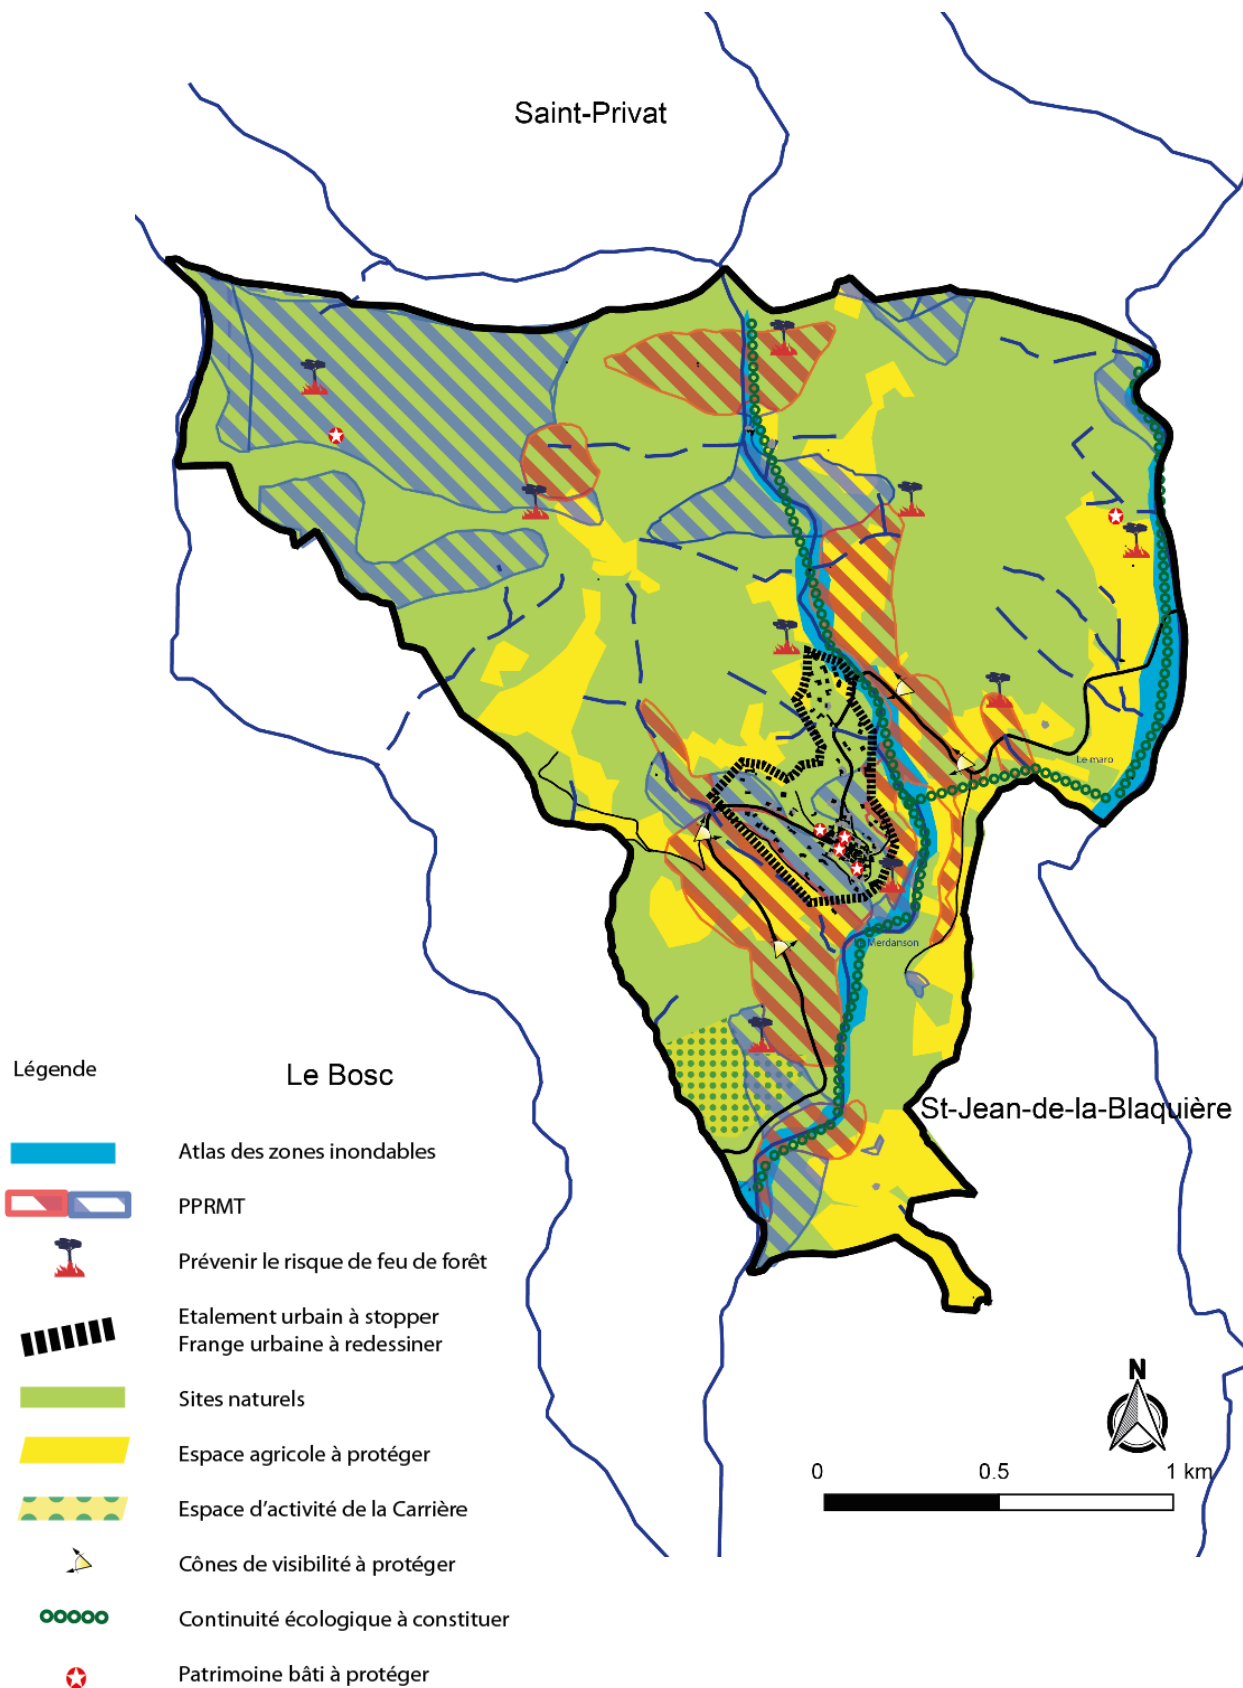 Saint-Privat
Le maro
Le Merdanson
Légende
Le Bosc
St-Jean-de-la-Blaquière
Atlas des zones inondables
PPRMT
Prévenir le risque de feu de forêt
Etalement urbain à stopper
Frange urbaine à redessiner
Sites naturels
Espace agricole à protéger
Espace d'activité de la Carrière
Cônes de visibilité à protéger
Continuité écologique à constituer
Patrimoine bâti à protéger
N
0 0.5 1 km